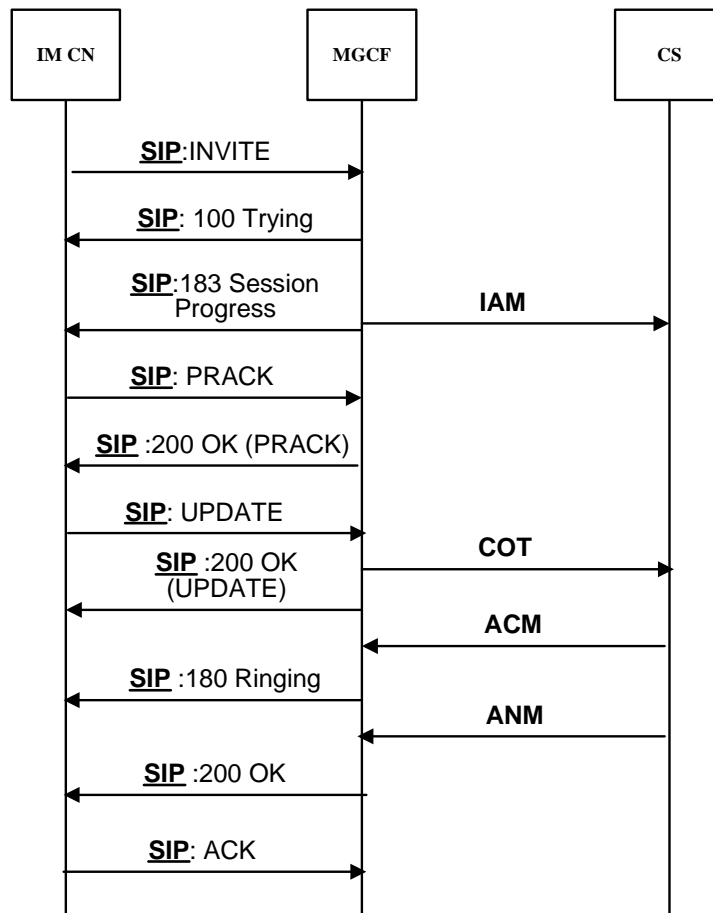 IM CN
MGCF
CS
SIP:INVITE
SIP: 100 Trying
SIP:183 Session
Progress
IAM
SIP: PRACK
SIP :200 OK (PRACK)
SIP: UPDATE
SIP :200 OK
(UPDATE)
COT
ACM
SIP :180 Ringing
ANM
SIP :200 OK
SIP: ACK